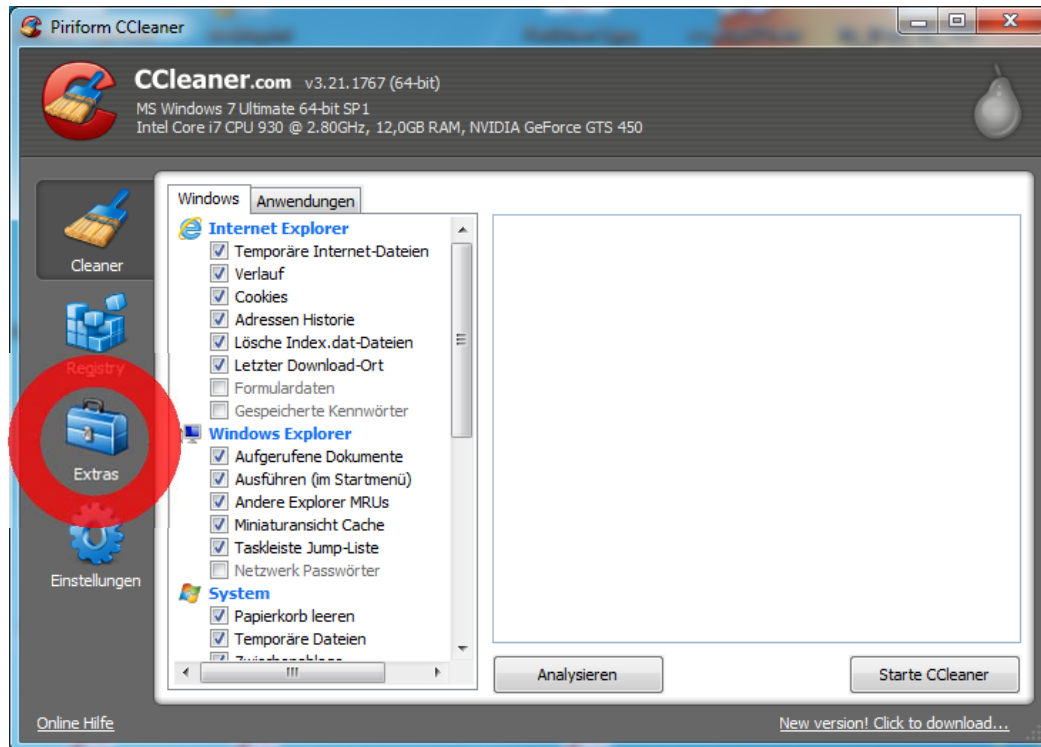 Piriform CCleaner
CCleaner.com v3.21.1767 (64-bit)
MS Windows 7 Ultimate 64-bit SP1
Intel Core i7 CPU 930 @ 2.80GHz, 12,0GB RAM, NVIDIA GeForce GTS 450
Cleaner
Registry
Extras
Einstellungen
Windows Anwendungen
Internet Explorer
Temporäre Internet-Dateien
Verlauf
Cookies
Adressen Historie
Lösche Index.dat-Dateien
Letzter Download-Ort
Formulardaten
Gespeicherte Kennwörter
Windows Explorer
Aufgerufene Dokumente
Ausführen (im Startmenü)
Andere Explorer MRUs
Miniaturansicht Cache
Taskleiste Jump-Liste
Netzwerk Passwörter
System
Papierkorb leeren
Temporäre Dateien
Analysieren
Starte CCleaner
Online Hilfe
New version! Click to download...